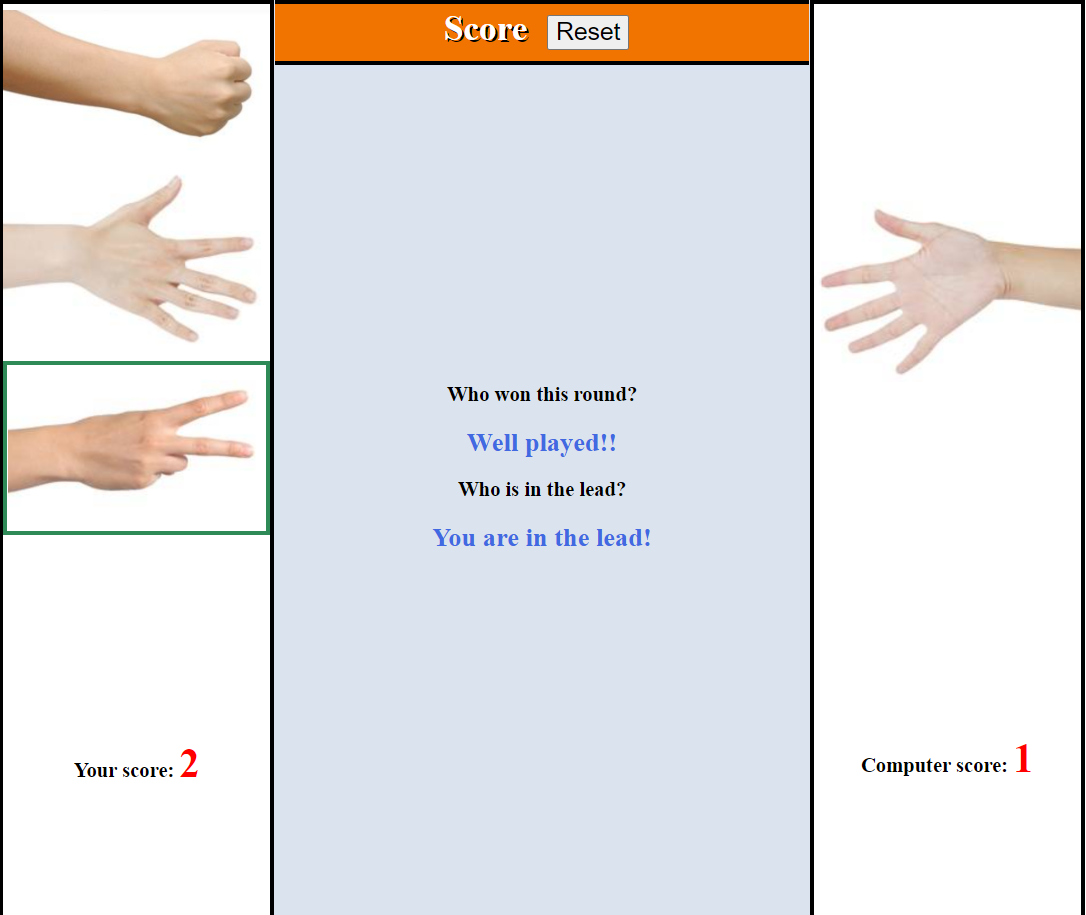 Score Reset
Who won this round?
Well played!!
Who is in the lead?
You are in the lead!
Your score: 2
Computer score: 1